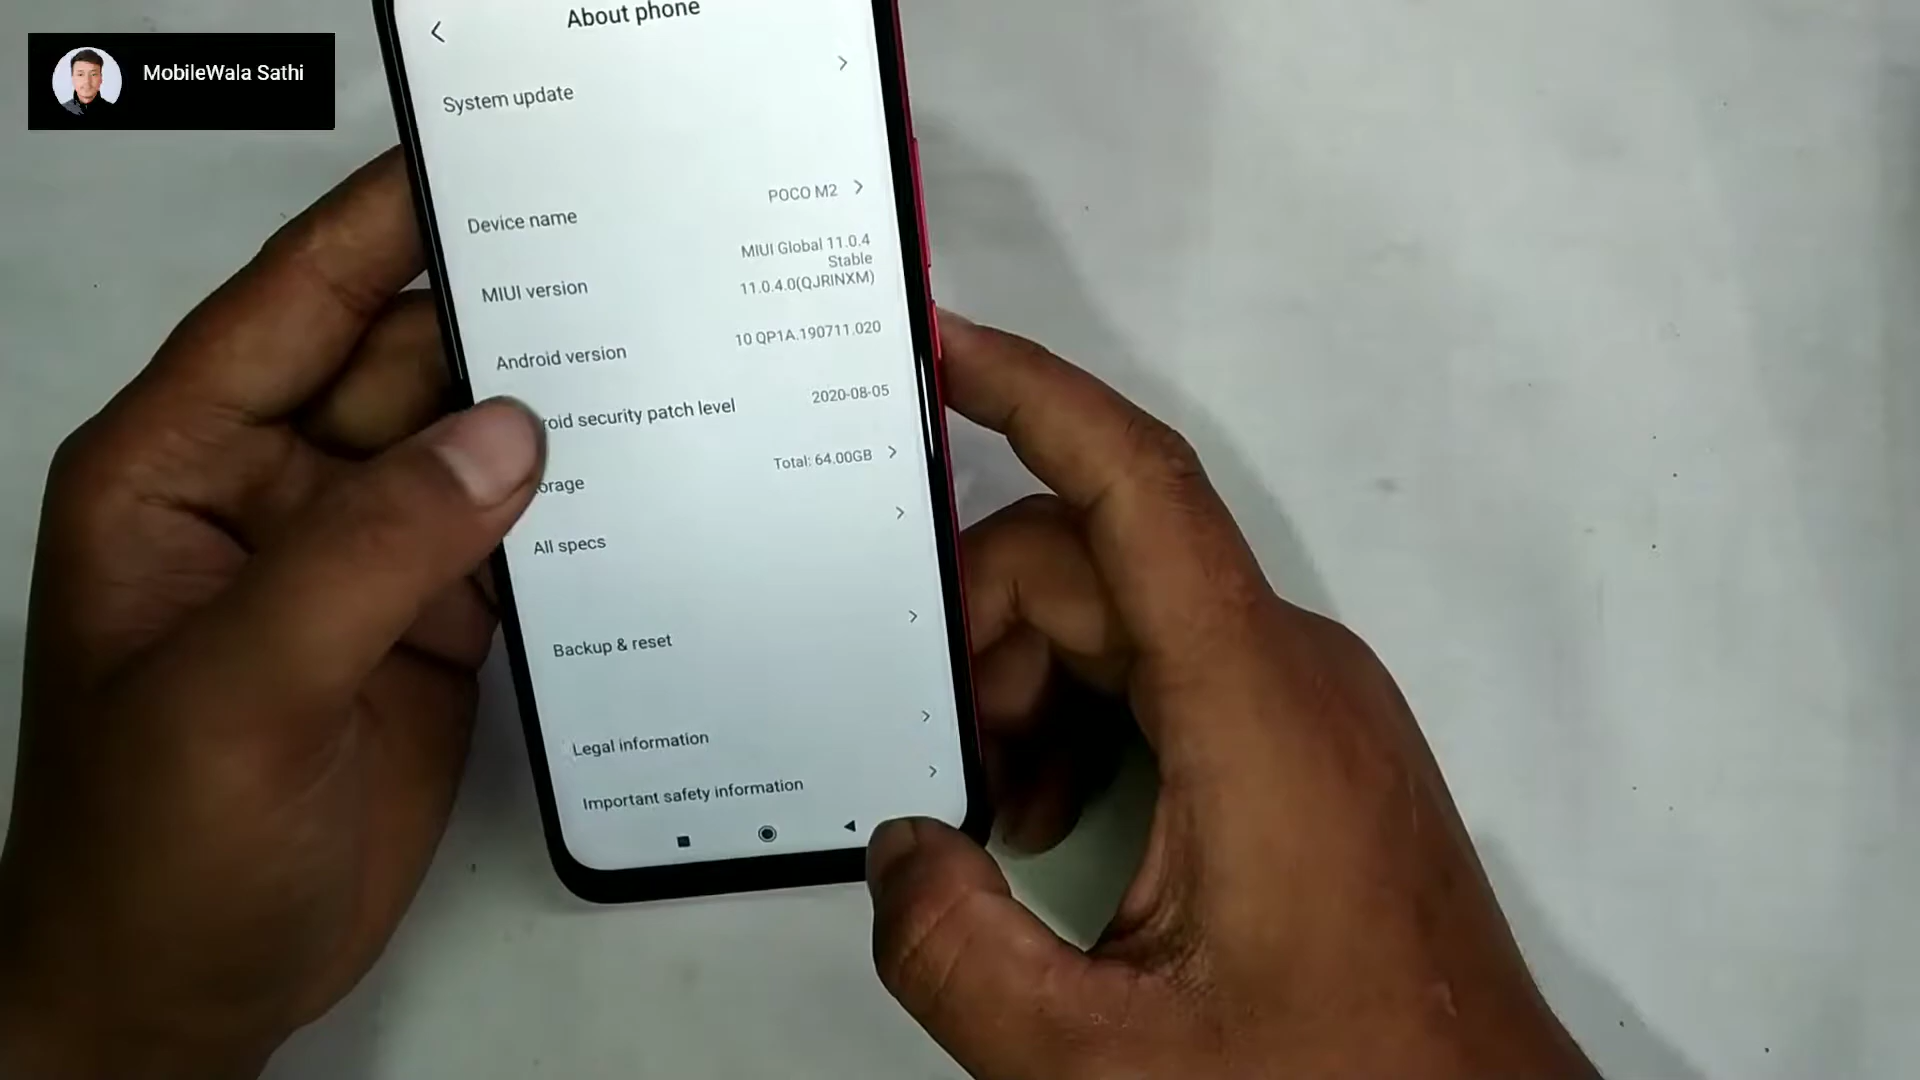 MobileWala Sathi
About phone
System update
Device name POCO M2
MIUI version MIUI Global 11.0.4
Stable
11.0.4.0(QJRINXM)
Android version 10 QP1A.190711.020
roid security patch level 2020-08-05
orage Total: 64.00GB
All specs
Backup & reset
Legal information
Important safety information